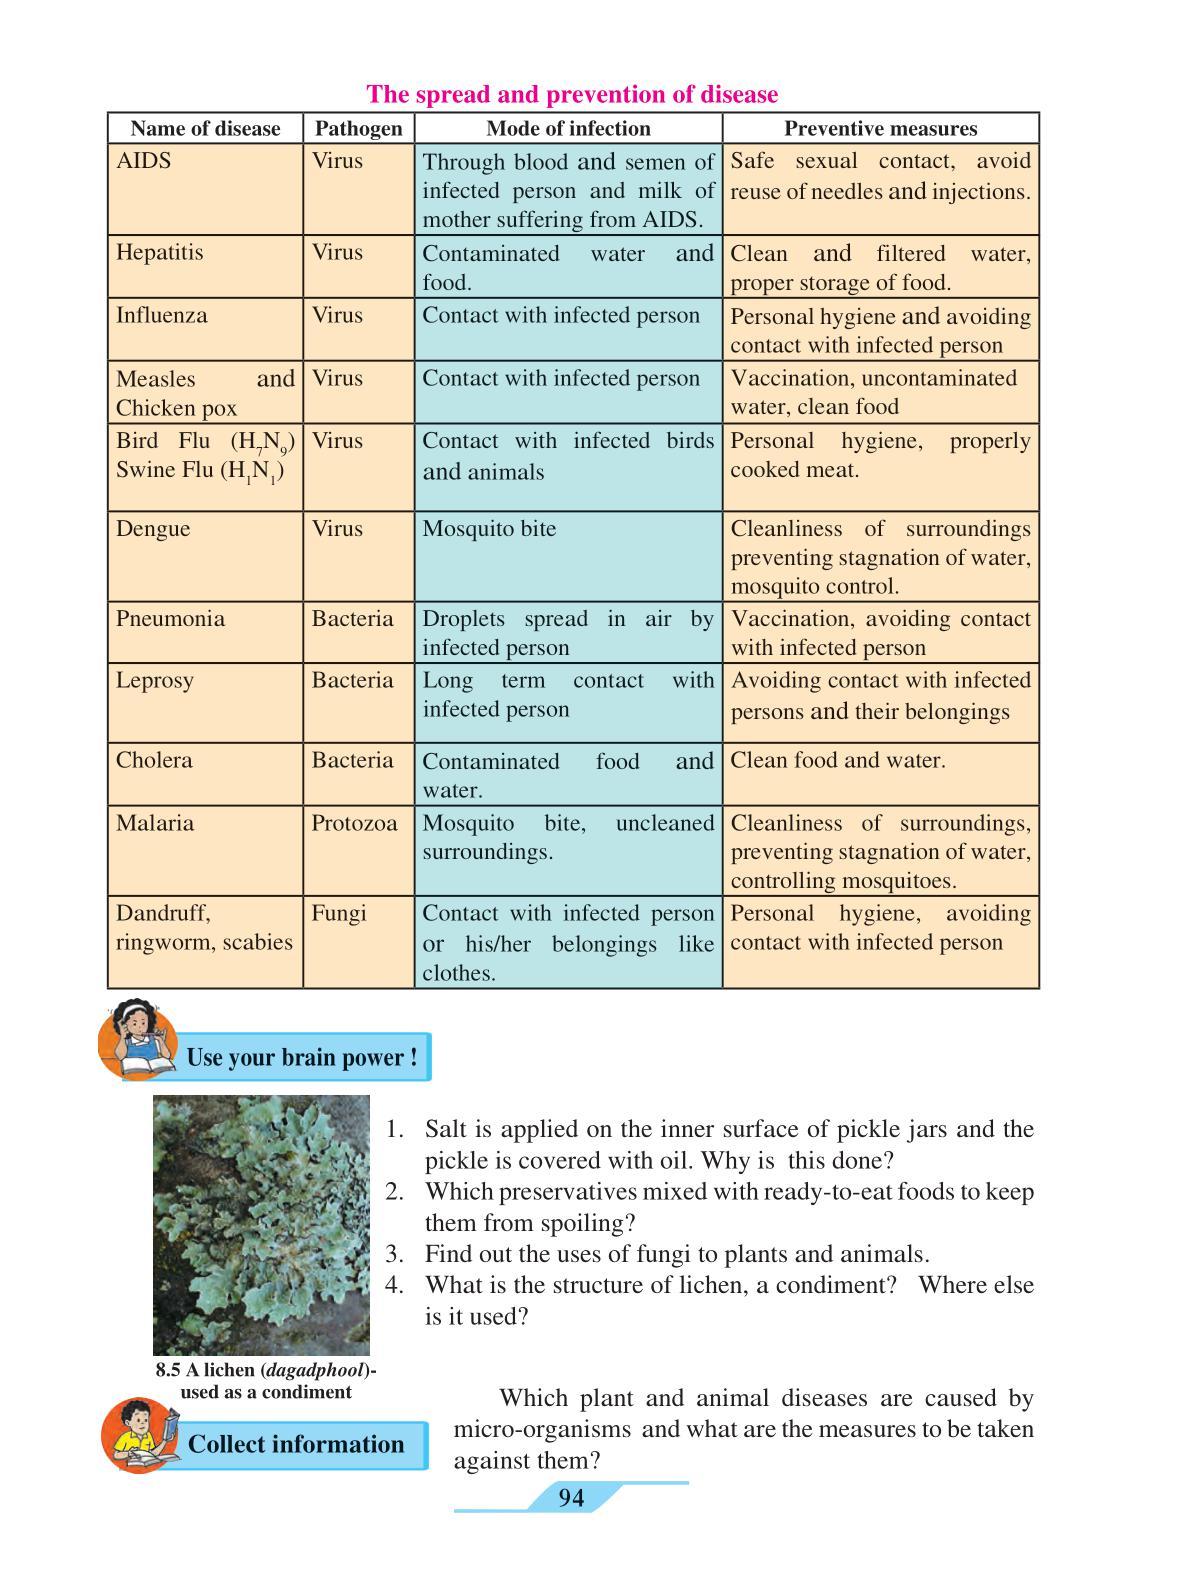 The spread and prevention of disease
Name of disease Pathogen Mode of infection Preventive measures
AIDS Virus Through blood and semen of infected person and milk of mother suffering from AIDS. Safe sexual contact, avoid reuse of needles and injections.
Hepatitis Virus Contaminated water and food. Clean and filtered water, proper storage of food.
Influenza Virus Contact with infected person Personal hygiene and avoiding contact with infected person
Measles and Chicken pox Virus Contact with infected person Vaccination, uncontaminated water, clean food
Bird Flu (H₇N₉) Swine Flu (H₁N₁) Virus Contact with infected birds and animals Personal hygiene, properly cooked meat.
Dengue Virus Mosquito bite Cleanliness of surroundings preventing stagnation of water, mosquito control.
Pneumonia Bacteria Droplets spread in air by infected person Vaccination, avoiding contact with infected person
Leprosy Bacteria Long term contact with infected person Avoiding contact with infected persons and their belongings
Cholera Bacteria Contaminated food and water. Clean food and water.
Malaria Protozoa Mosquito bite, uncleaned surroundings. Cleanliness of surroundings, preventing stagnation of water, controlling mosquitoes.
Dandruff, ringworm, scabies Fungi Contact with infected person or his/her belongings like clothes. Personal hygiene, avoiding contact with infected person
Use your brain power !
1. Salt is applied on the inner surface of pickle jars and the
pickle is covered with oil. Why is this done?
2. Which preservatives mixed with ready-to-eat foods to keep
them from spoiling?
3. Find out the uses of fungi to plants and animals.
4. What is the structure of lichen, a condiment? Where else
is it used?
8.5 A lichen (dagadphool)-
used as a condiment
Collect information
Which plant and animal diseases are caused by
micro-organisms and what are the measures to be taken
against them?
94